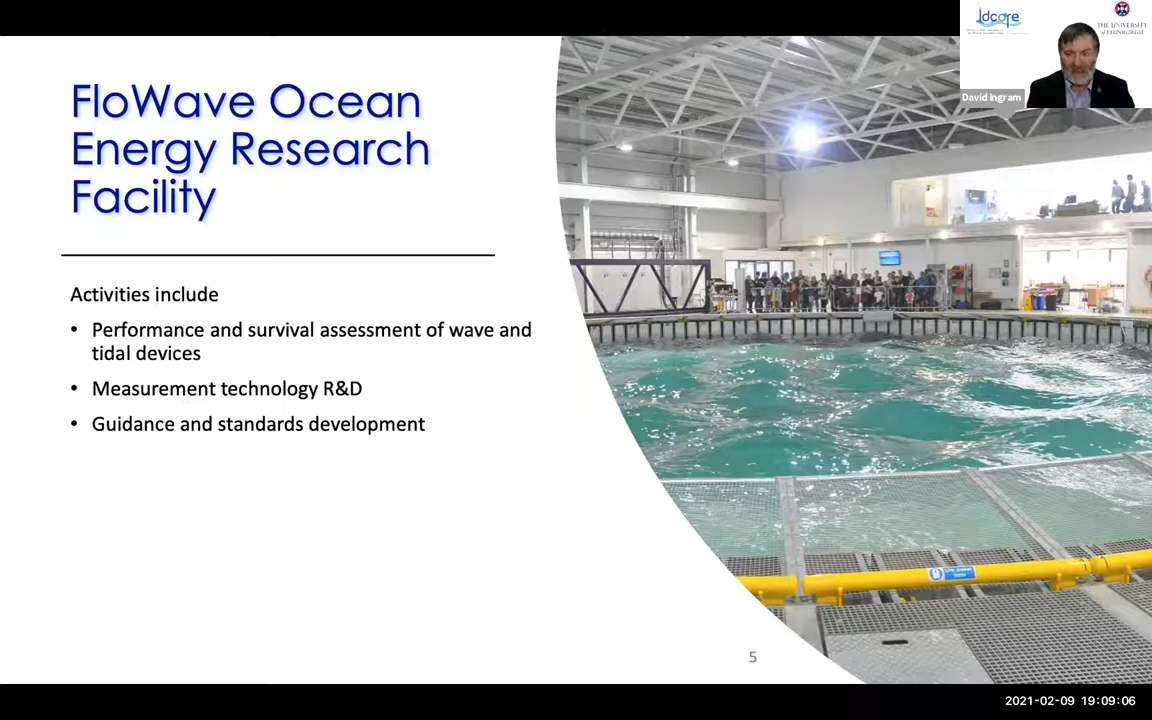 FloWave Ocean
Energy Research
Facility
Activities include
• Performance and survival assessment of wave and
tidal devices
• Measurement technology R&D
• Guidance and standards development
5
Idcore
THE UNIVERSITY
of EDINBURGH
David Ingram
2021-02-09 19:09:06